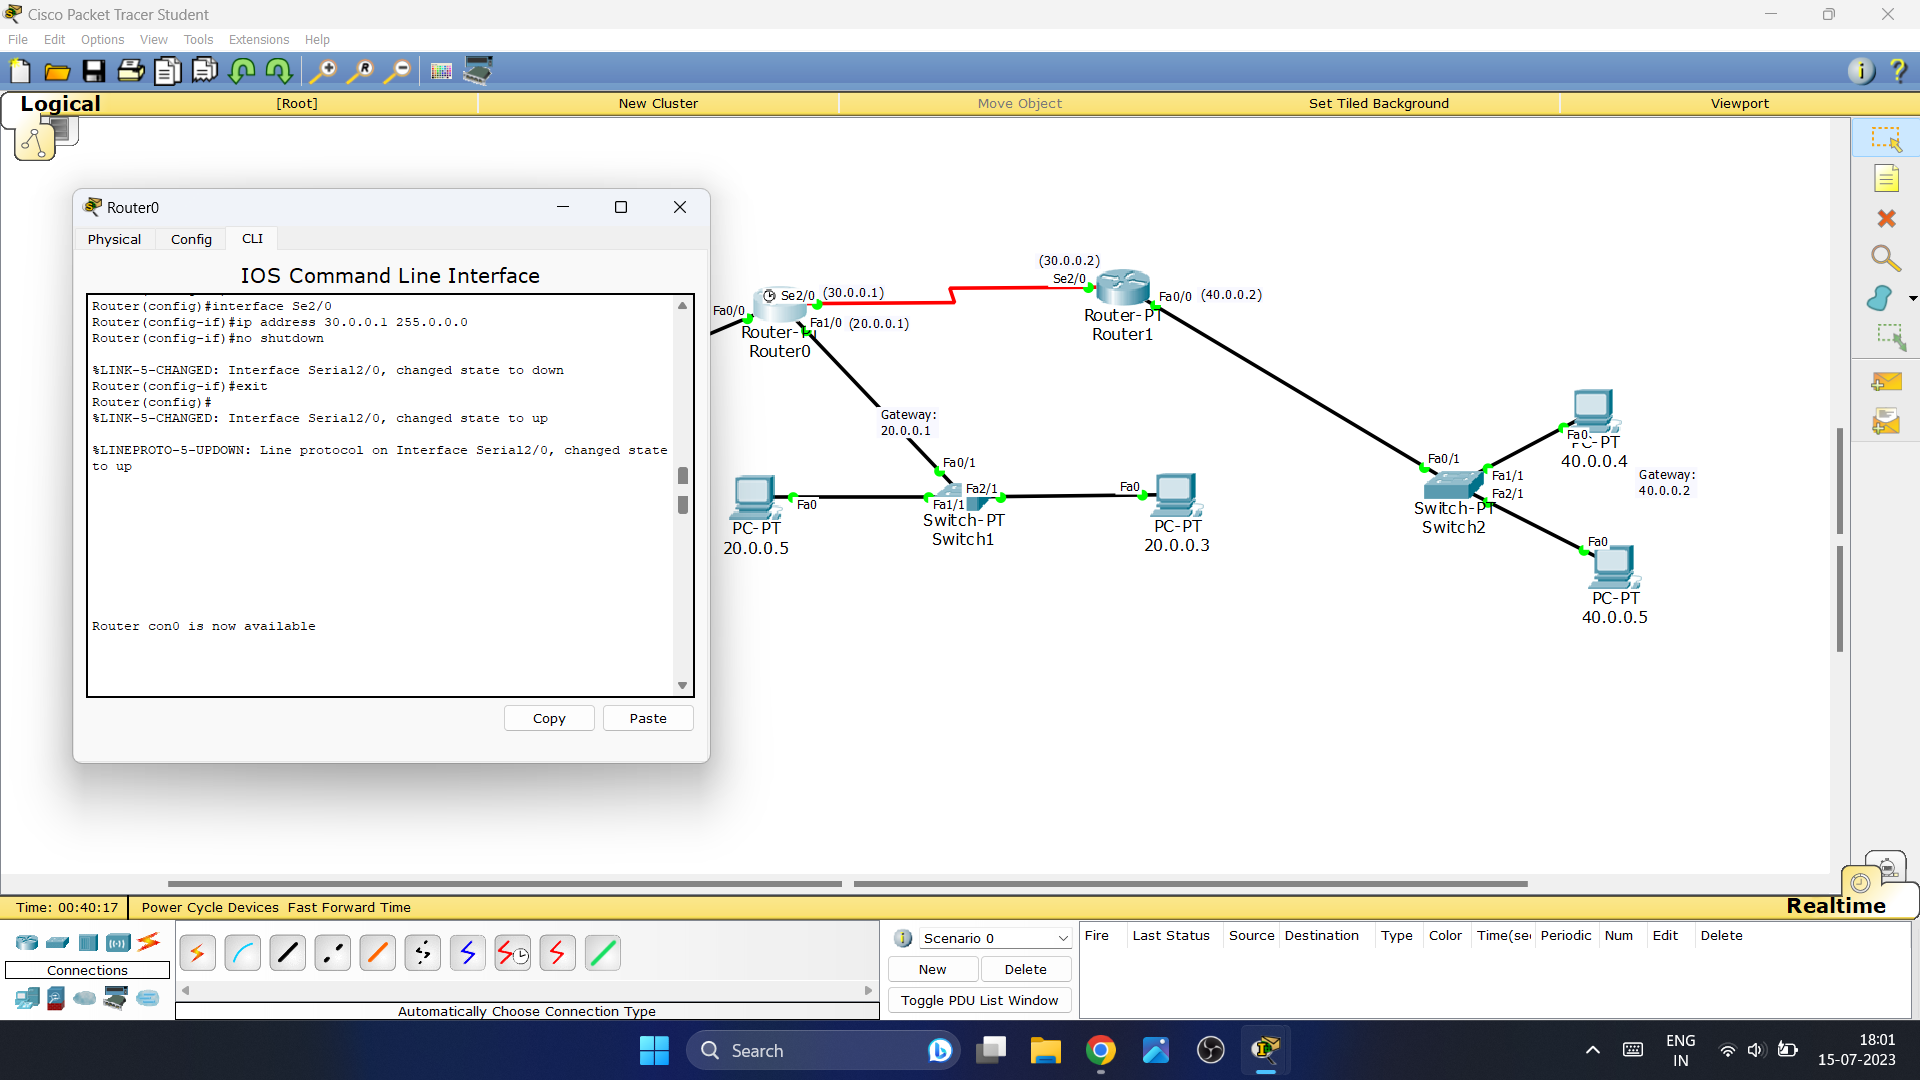 Cisco Packet Tracer Student
File Edit Options View Tools Extensions Help
Logical [Root] New Cluster Move Object Set Tiled Background Viewport
Router0
Physical Config CLI
IOS Command Line Interface
Router(config)#interface Se2/0
Router(config-if)#ip address 30.0.0.1 255.0.0.0
Router(config-if)#no shutdown
%LINK-5-CHANGED: Interface Serial2/0, changed state to down
Router(config-if)#exit
Router(config)#
%LINK-5-CHANGED: Interface Serial2/0, changed state to up
%LINEPROTO-5-UPDOWN: Line protocol on Interface Serial2/0, changed state
to up
Router con0 is now available
Copy Paste
(30.0.0.2)
Se2/0
Fa0/0 (40.0.0.2)
Router-PT
Router1
Se2/0 (30.0.0.1)
Fa0/0
Fa1/0 (20.0.0.1)
Router-PT
Router0
Gateway:
20.0.0.1
Fa0/1
Fa2/1
Fa1/1
Switch-PT
Switch1
Fa0
PC-PT
20.0.0.5
Fa0
PC-PT
20.0.0.3
Fa0/1
Fa1/1
Fa2/1
Switch-PT
Switch2
Fa0
PC-PT
40.0.0.4
Gateway:
40.0.0.2
Fa0
PC-PT
40.0.0.5
Time: 00:40:17 Power Cycle Devices Fast Forward Time
Realtime
Connections
Automatically Choose Connection Type
Scenario 0
New Delete
Toggle PDU List Window
Fire Last Status Source Destination Type Color Time(sec Periodic Num Edit Delete
Search
ENG
IN
18:01
15-07-2023